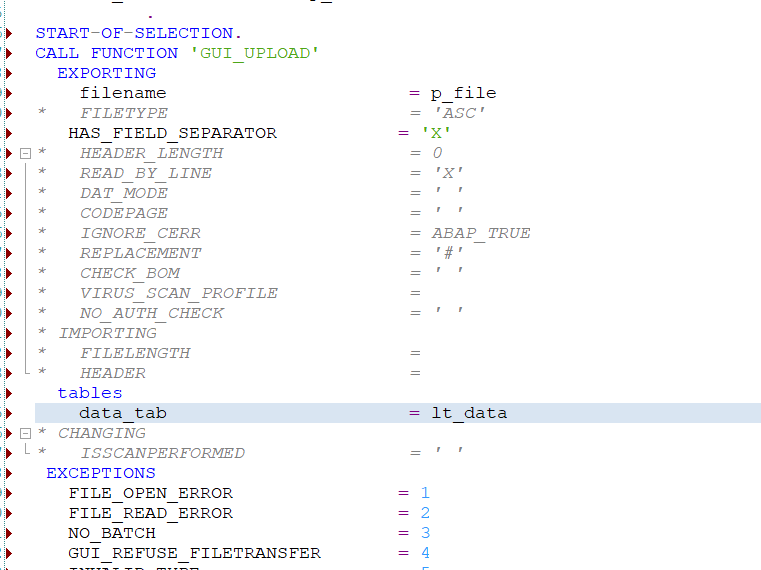 START-OF-SELECTION.
CALL FUNCTION 'GUI_UPLOAD'
EXPORTING
filename = p_file
* FILETYPE = 'ASC'
HAS_FIELD_SEPARATOR = 'X'
* HEADER_LENGTH = 0
* READ_BY_LINE = 'X'
* DAT_MODE = ' '
* CODEPAGE = ' '
* IGNORE_CERR = ABAP_TRUE
* REPLACEMENT = '#'
* CHECK_BOM = ' '
* VIRUS_SCAN_PROFILE =
* NO_AUTH_CHECK = ' '
* IMPORTING
* FILELENGTH =
* HEADER =
tables
data_tab = lt_data
* CHANGING
* ISSCANPERFORMED = ' '
EXCEPTIONS
FILE_OPEN_ERROR = 1
FILE_READ_ERROR = 2
NO_BATCH = 3
GUI_REFUSE_FILETRANSFER = 4